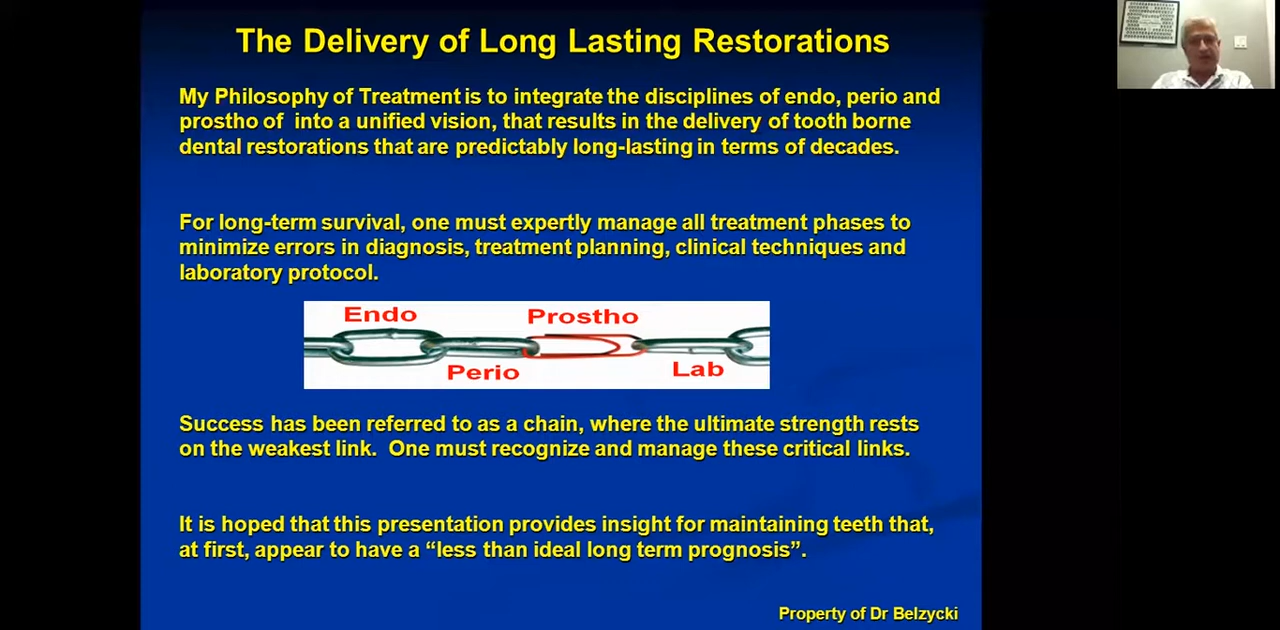 The Delivery of Long Lasting Restorations
My Philosophy of Treatment is to integrate the disciplines of endo, perio and
prostho of into a unified vision, that results in the delivery of tooth borne
dental restorations that are predictably long-lasting in terms of decades.
For long-term survival, one must expertly manage all treatment phases to
minimize errors in diagnosis, treatment planning, clinical techniques and
laboratory protocol.
Endo
Prostho
Perio
Lab
Success has been referred to as a chain, where the ultimate strength rests
on the weakest link. One must recognize and manage these critical links.
It is hoped that this presentation provides insight for maintaining teeth that,
at first, appear to have a “less than ideal long term prognosis”.
Property of Dr Belzycki